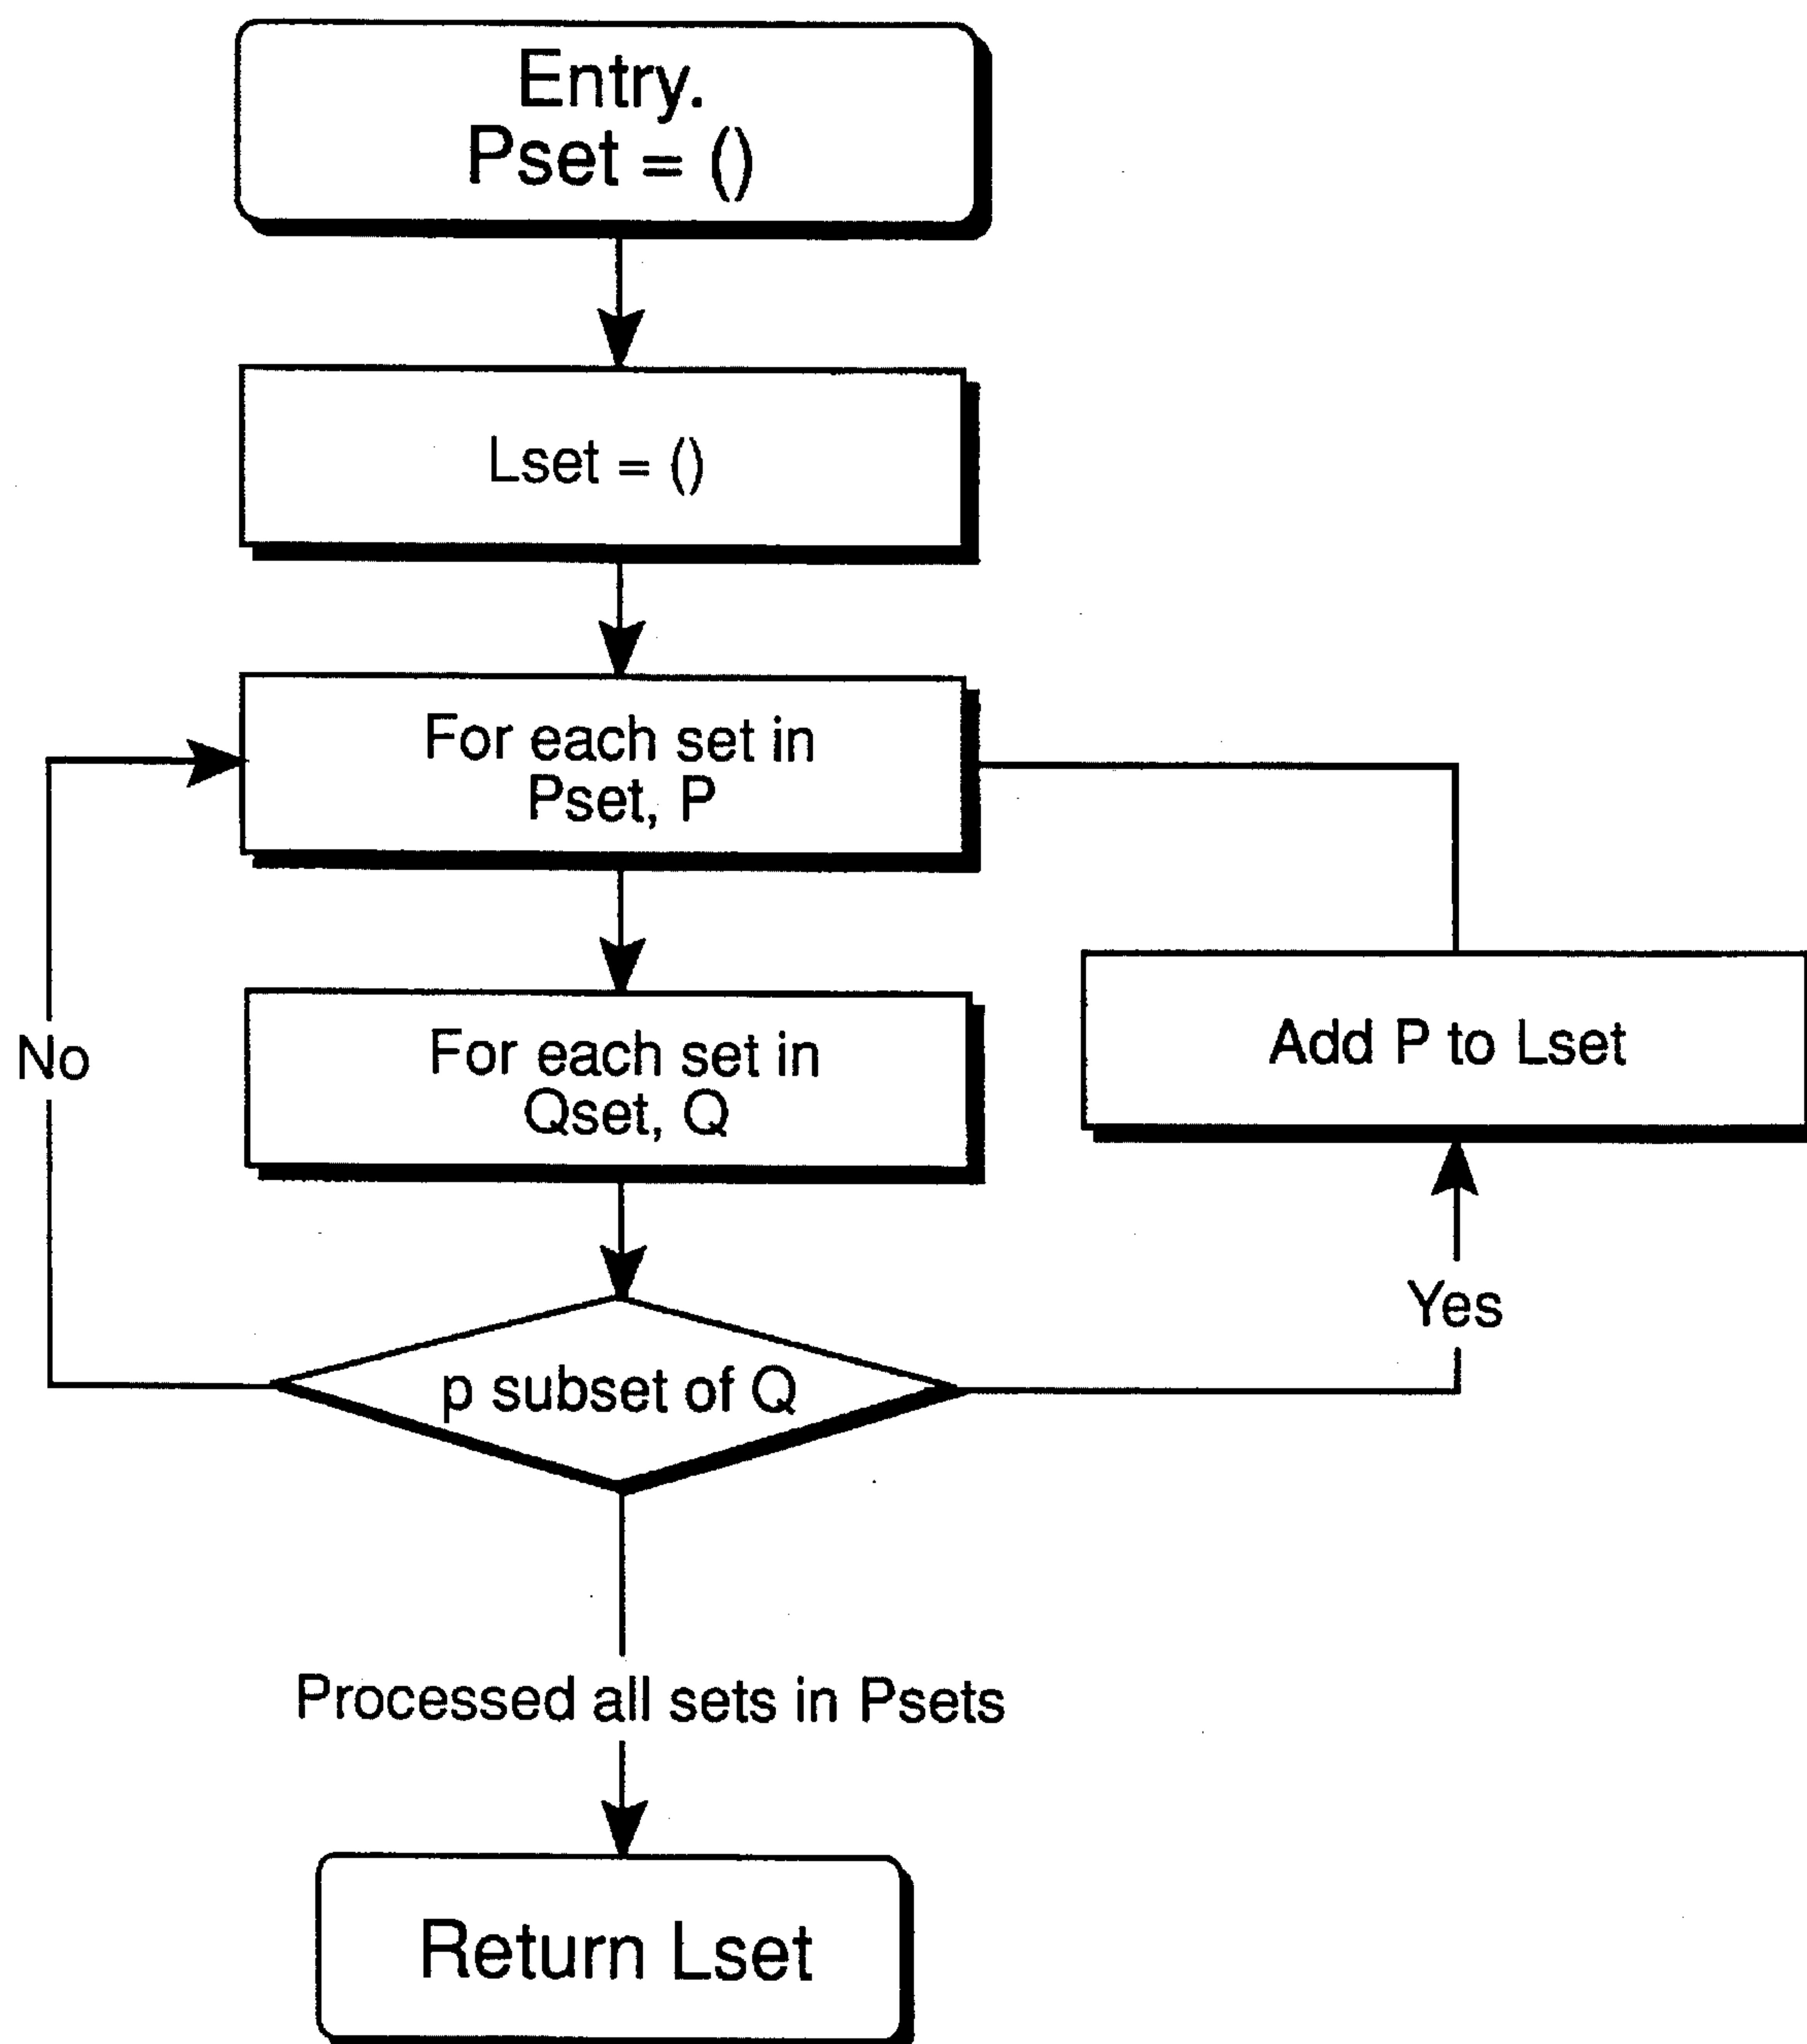 Entry.
Pset = ()
Lset = ()
For each set in
Pset, P
For each set in
Qset, Q
No
Add P to Lset
Yes
p subset of Q
Processed all sets in Psets
Return Lset